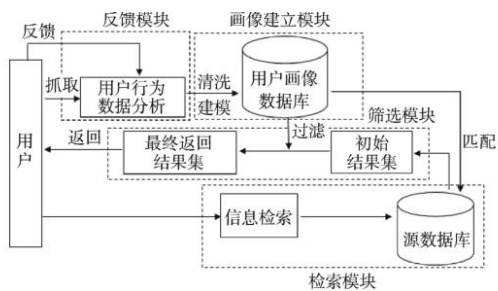 反馈模块
画像建立模块
反馈
抓取
用户行为
数据分析
清洗
建模
用户画像
数据库
筛选模块
用户
返回
最终返回
结果集
过滤
初始
结果集
匹配
信息检索
源数据库
检索模块